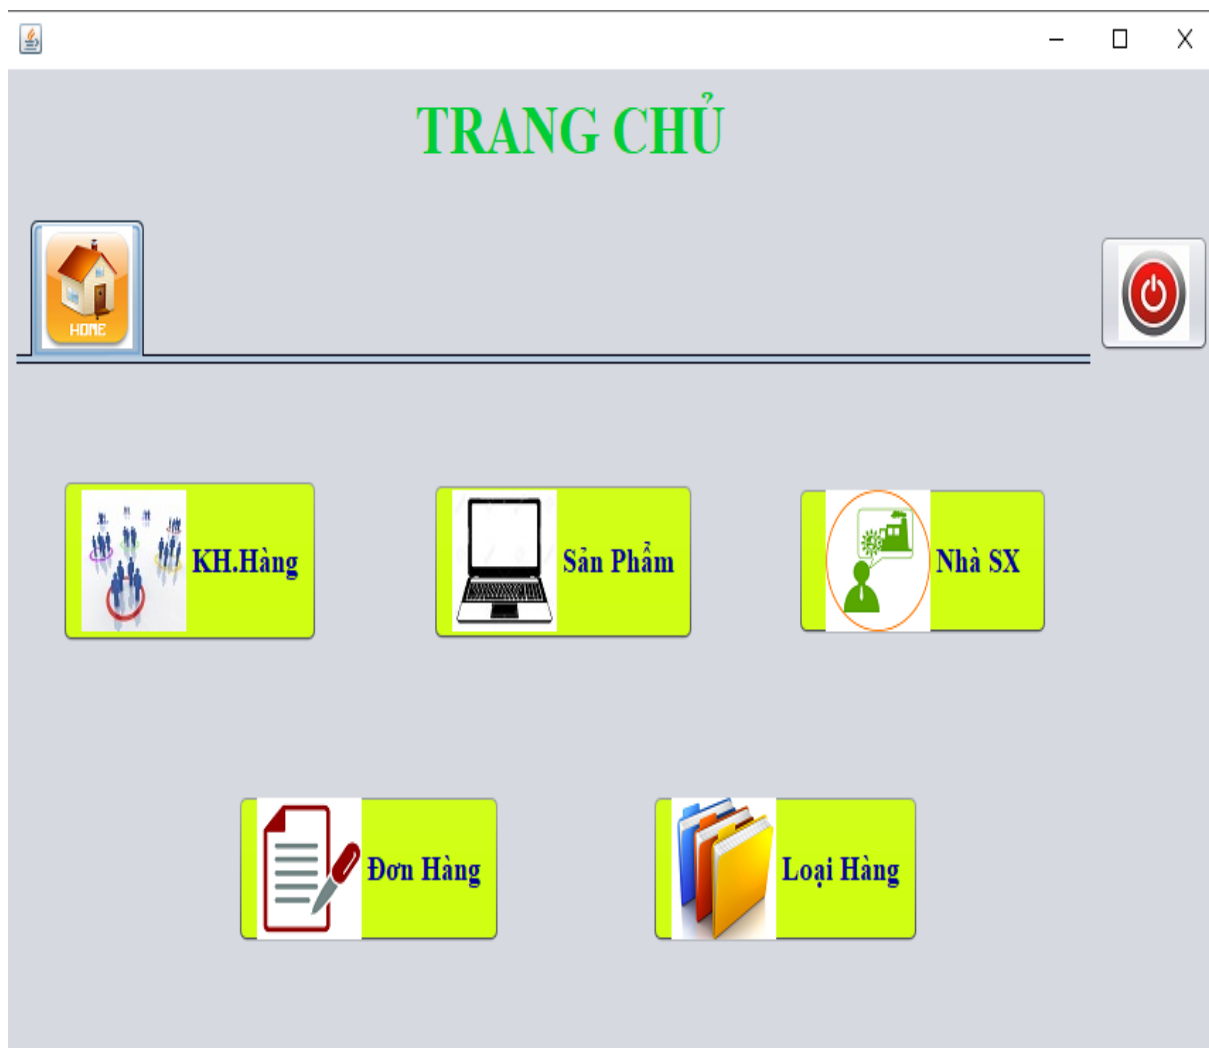 TRANG CHỦ
HOME
KH.Hàng
Sản Phẩm
Nhà SX
Đơn Hàng
Loại Hàng